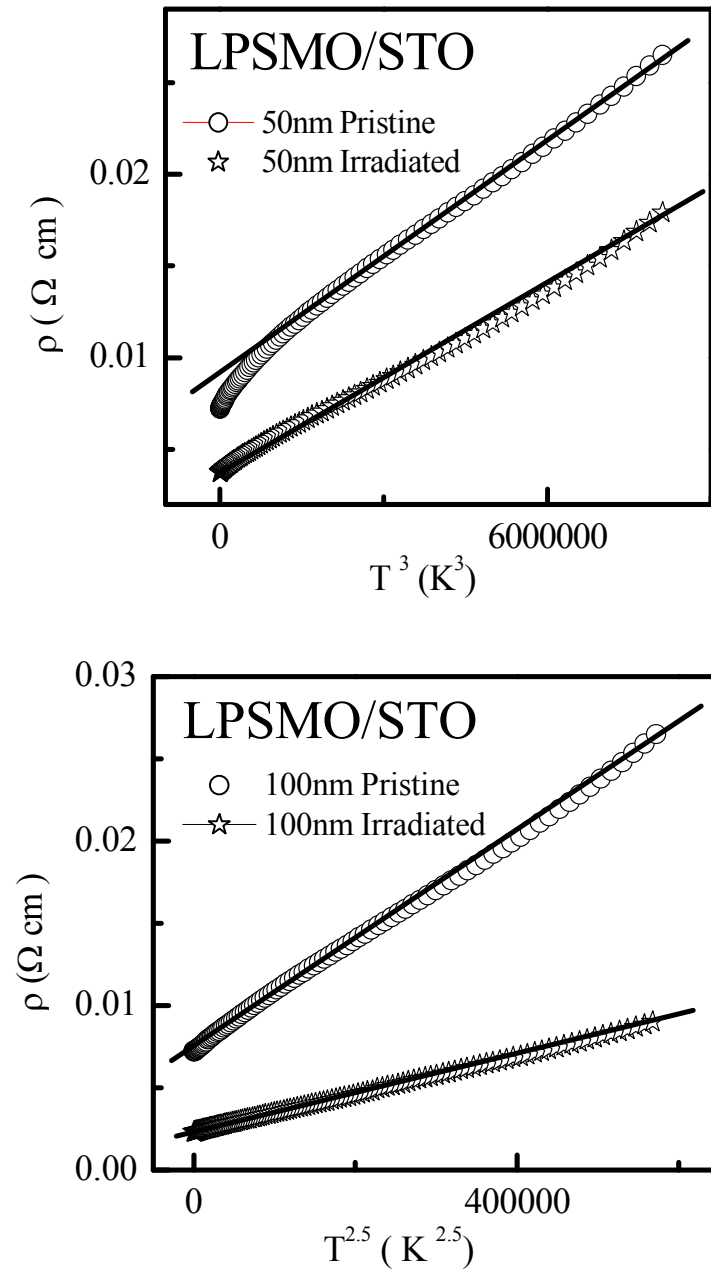 LPSMO/STO
50nm Pristine
50nm Irradiated
0.02
0.01
ρ ( Ω cm)
0 6000000
T ³ (K³)
0.03
LPSMO/STO
100nm Pristine
100nm Irradiated
0.02
0.01
0.00
ρ (Ω cm)
0 400000
T^2.5 ( K ^2.5)